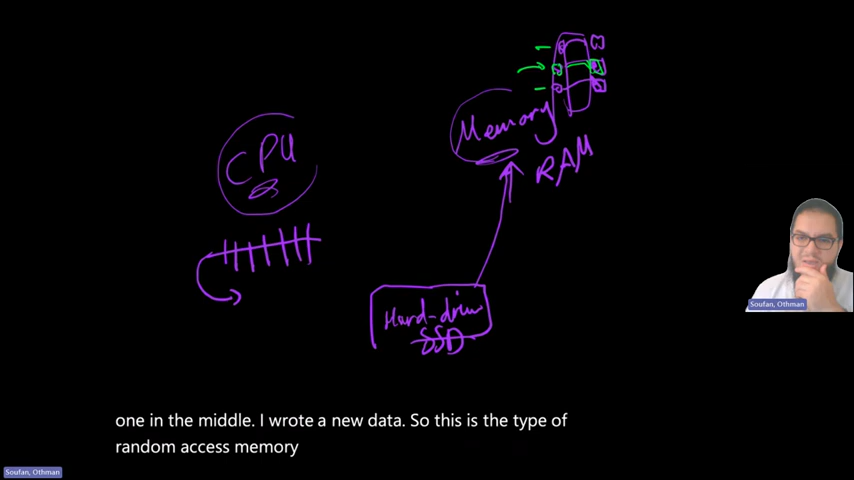 CPU
Memory
RAM
Hard-drive
SSD
Soufan, Othman
one in the middle. I wrote a new data. So this is the type of
random access memory
Soufan, Othman